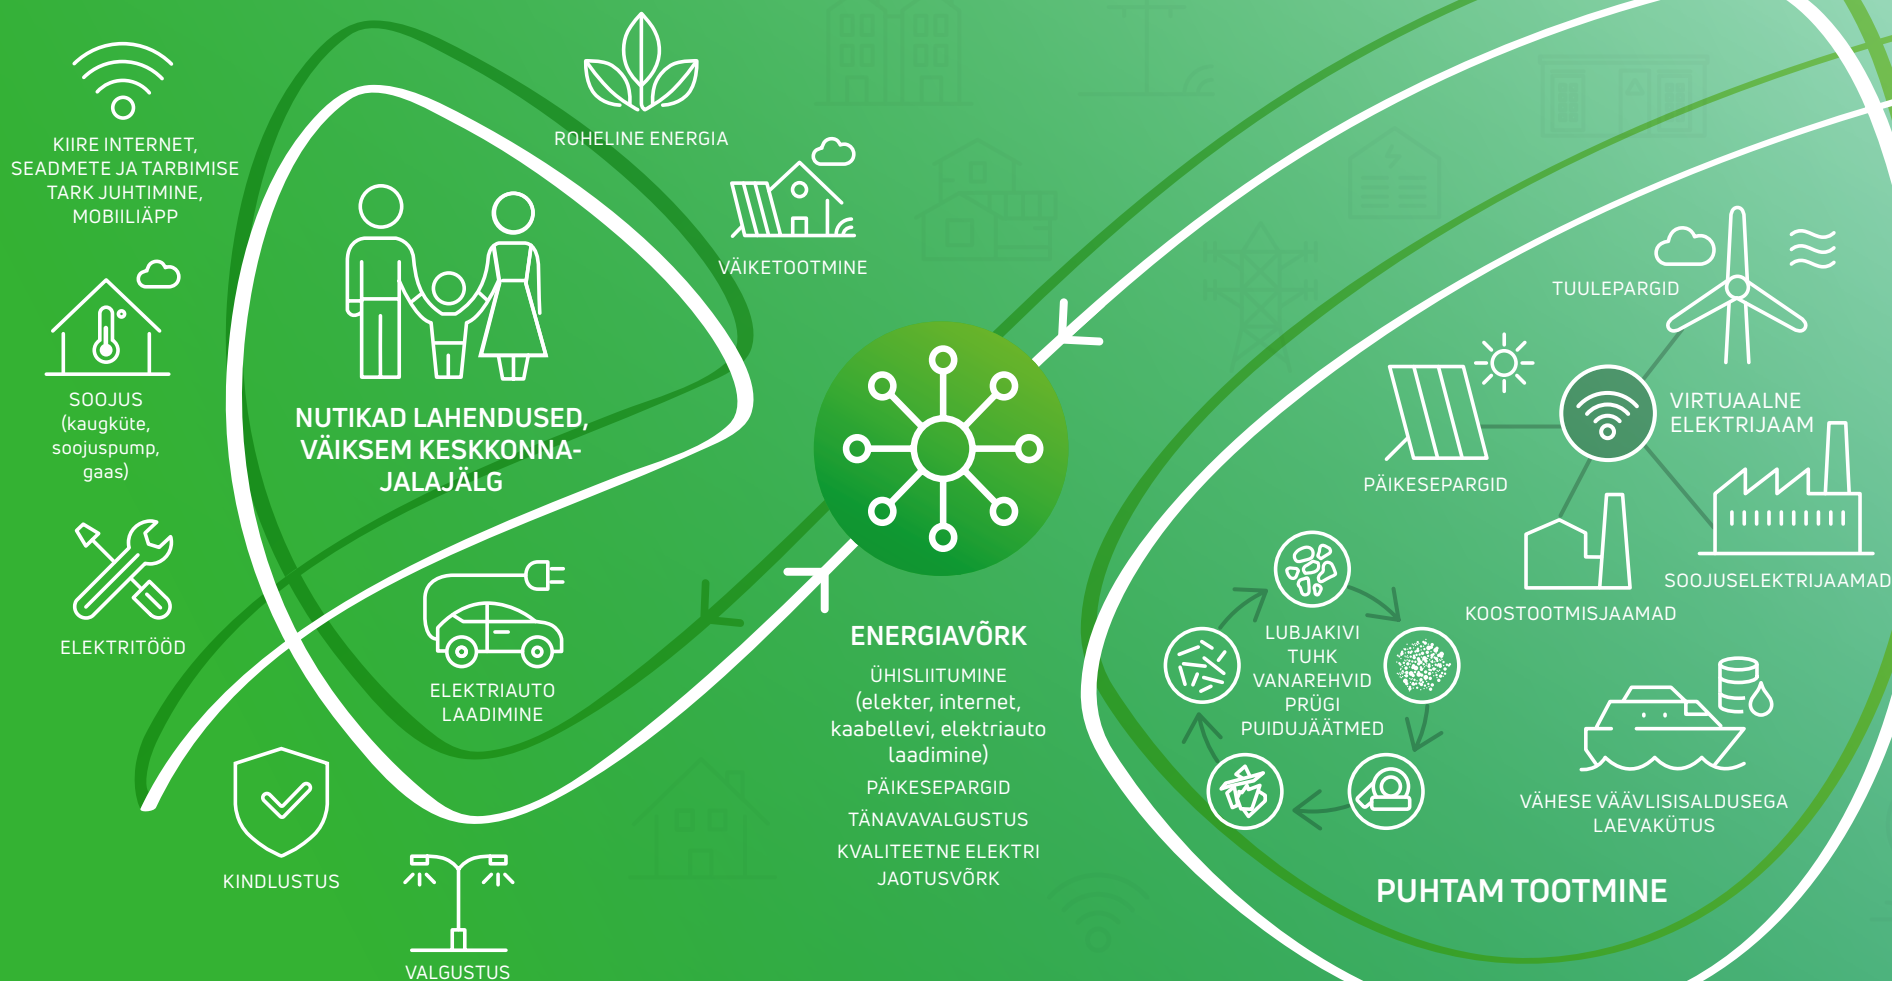 KIIRE INTERNET,
SEADMETE JA TARBIMISE
TARK JUHTIMINE,
MOBIILIÄPP
SOOJUS
(kaugküte,
soojuspump,
gaas)
ELEKTRITÖÖD
KINDLUSTUS
VALGUSTUS
ROHELINE ENERGIA
VÄIKETOOTMINE
NUTIKAD LAHENDUSED,
VÄIKSEM KESKKONNA-
JALAJÄLG
ELEKTRIAUTO
LAADIMINE
ENERGIAVÕRK
ÜHISLIITUMINE
(elekter, internet,
kaabellevi, elektriauto
laadimine)
PÄIKESEPARGID
TÄNAVAVALGUSTUS
KVALITEETNE ELEKTRI
JAOTUSVÕRK
TUULEPARGID
VIRTUAALNE
ELEKTRIJAAM
PÄIKESEPARGID
SOOJUSELEKTRIJAAMAD
KOOSTOOTMISJAAMAD
LUBJAKIVI
TUHK
VANAREHVID
PRÜGI
PUIDUJÄÄTMED
VÄHESE VÄÄVLISISALDUSEGA
LAEVAKÜTUS
PUHTAM TOOTMINE